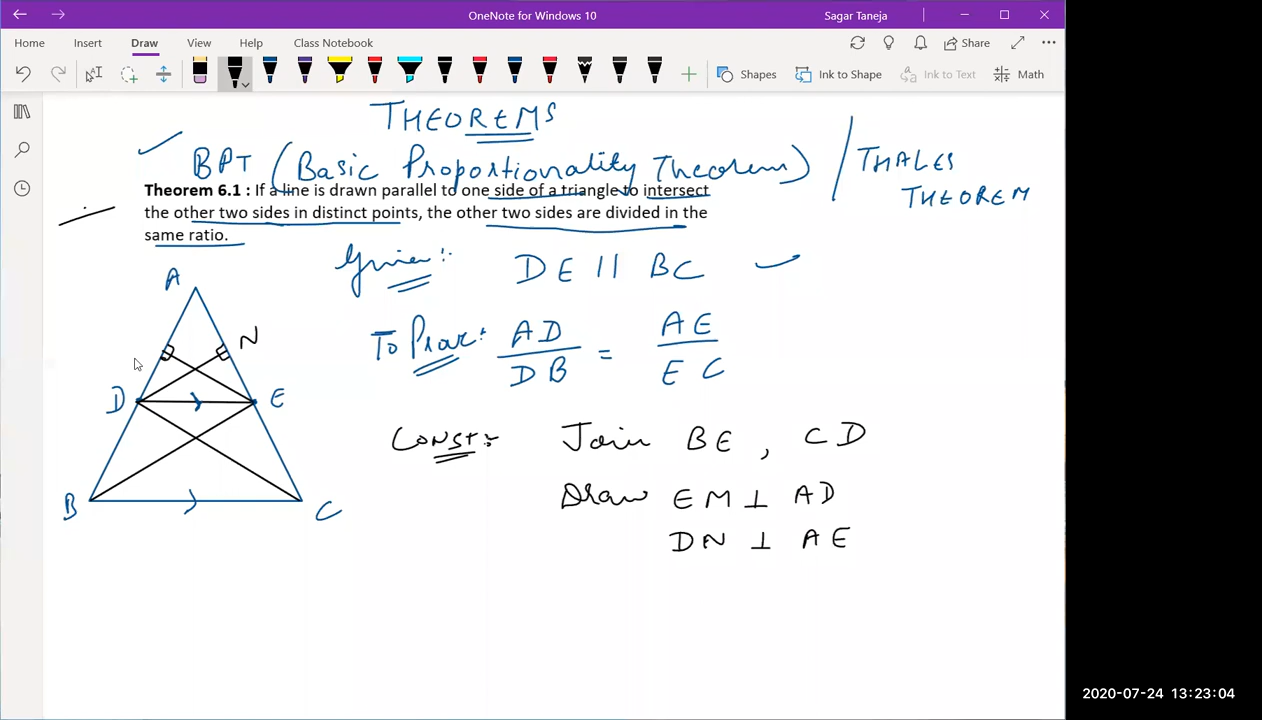 OneNote for Windows 10
Sagar Taneja
Home Insert Draw View Help Class Notebook
Share
Shapes Ink to Shape Ink to Text Math
THEOREMS
BPT (Basic Proportionality Theorem) / THALES THEOREM
Theorem 6.1 : If a line is drawn parallel to one side of a triangle to intersect
the other two sides in distinct points, the other two sides are divided in the
same ratio.
Given:- DE || BC
To Prove: AD/DB = AE/EC
Const:- Join BE, CD
Draw EM ⊥ AD
DN ⊥ AE
A
N
D E
B C
2020-07-24 13:23:04